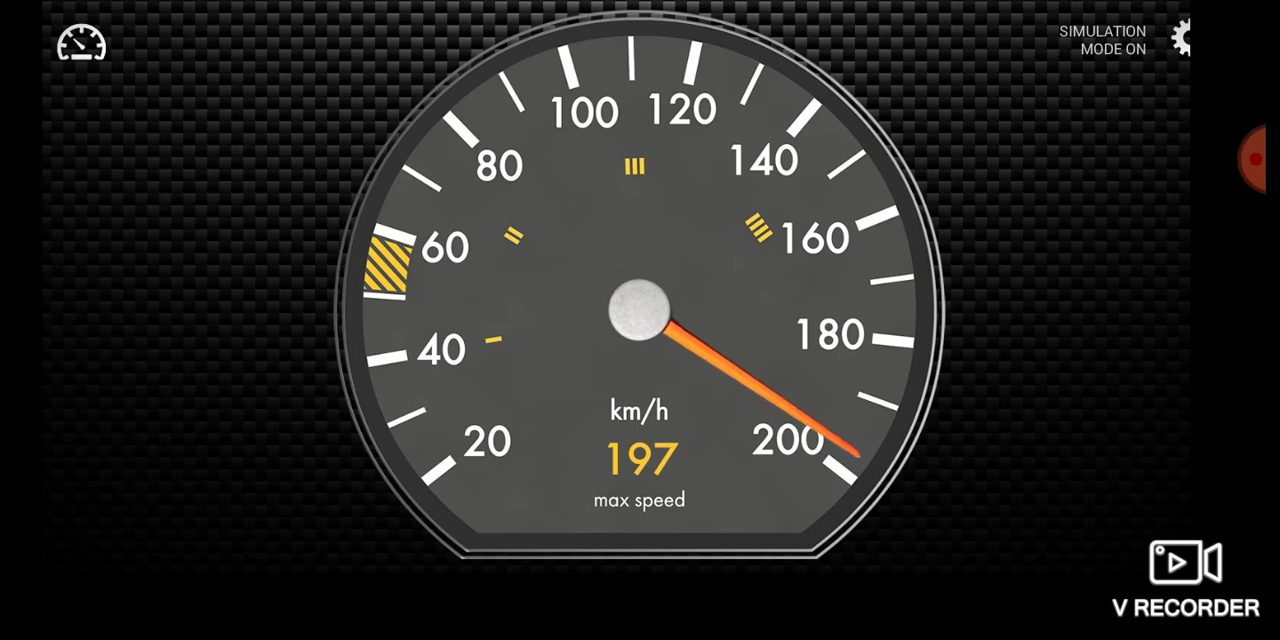 SIMULATION
MODE ON
100 120
80 140
60 160
40 180
20 200
km/h
197
max speed
V RECORDER